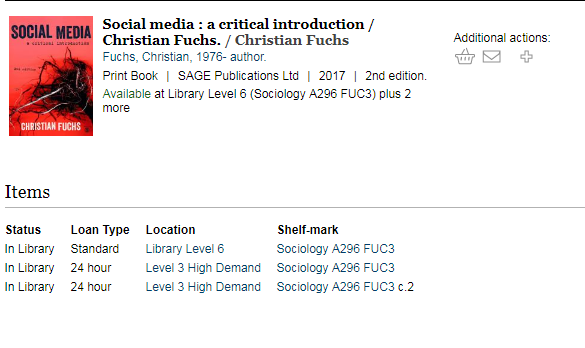 SOCIAL MEDIA
a critical introduction
CHRISTIAN FUCHS
Social media : a critical introduction /
Christian Fuchs. / Christian Fuchs
Fuchs, Christian, 1976- author.
Print Book | SAGE Publications Ltd | 2017 | 2nd edition.
Available at Library Level 6 (Sociology A296 FUC3) plus 2
more
Additional actions:
Items
Status Loan Type Location Shelf-mark
In Library Standard Library Level 6 Sociology A296 FUC3
In Library 24 hour Level 3 High Demand Sociology A296 FUC3
In Library 24 hour Level 3 High Demand Sociology A296 FUC3 c.2